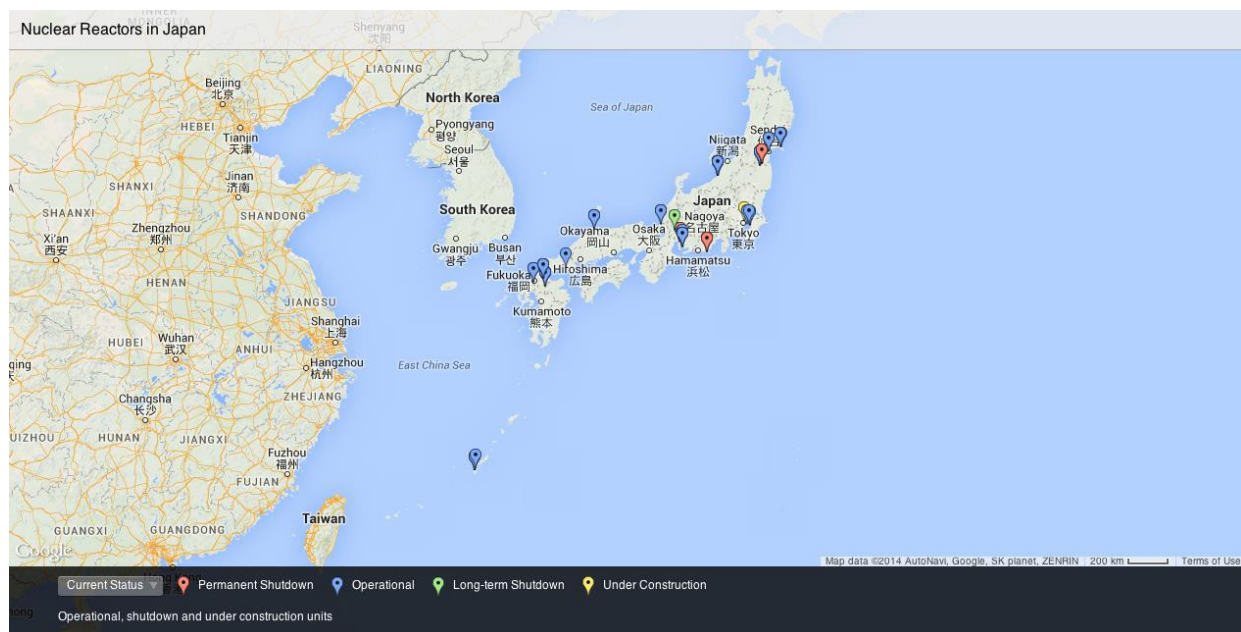 INNER
MONGOLIA
Nuclear Reactors in Japan
Shenyang
沈阳
LIAONING
Beijing
北京
North Korea
Sea of Japan
HEBEI
Tianjin
天津
Pyongyang
평양
Seoul
서울
Niigata
新潟
Jinan
济南
SHANXI
SHANDONG
South Korea
Japan
Nagoya
名古屋
SHAANXI
Xi'an
西安
Zhengzhou
郑州
Gwangju
광주
Busan
부산
Okayama
岡山
Osaka
大阪
Tokyo
東京
Hamamatsu
浜松
Hiroshima
広島
Fukuoka
福岡
HENAN
JIANGSU
Kumamoto
熊本
Shanghai
上海
HUBEI
Wuhan
武汉
ANHUI
Hangzhou
杭州
East China Sea
ZHEJIANG
Changsha
长沙
HUNAN
JIANGXI
Fuzhou
福州
FUJIAN
Taiwan
GUANGXI
GUANGDONG
Google
Map data ©2014 AutoNavi, Google, SK planet, ZENRIN
200 km
Terms of Use
Current Status
Permanent Shutdown
Operational
Long-term Shutdown
Under Construction
Operational, shutdown and under construction units